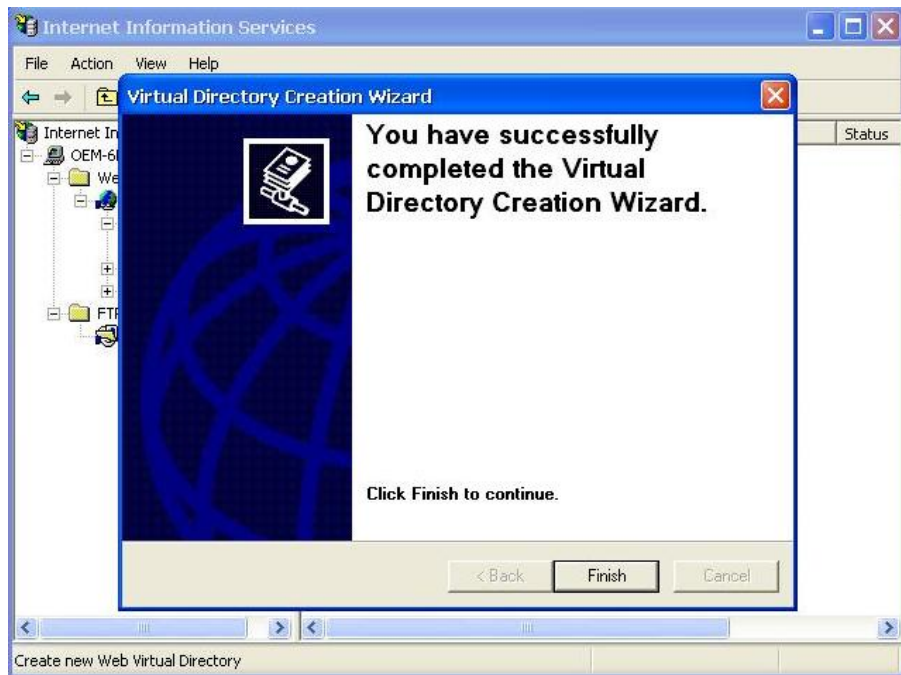 Internet Information Services
File Action View Help
Virtual Directory Creation Wizard
Internet In
Status
OEM-6
We
FTP
You have successfully
completed the Virtual
Directory Creation Wizard.
Click Finish to continue.
< Back Finish Cancel
Create new Web Virtual Directory